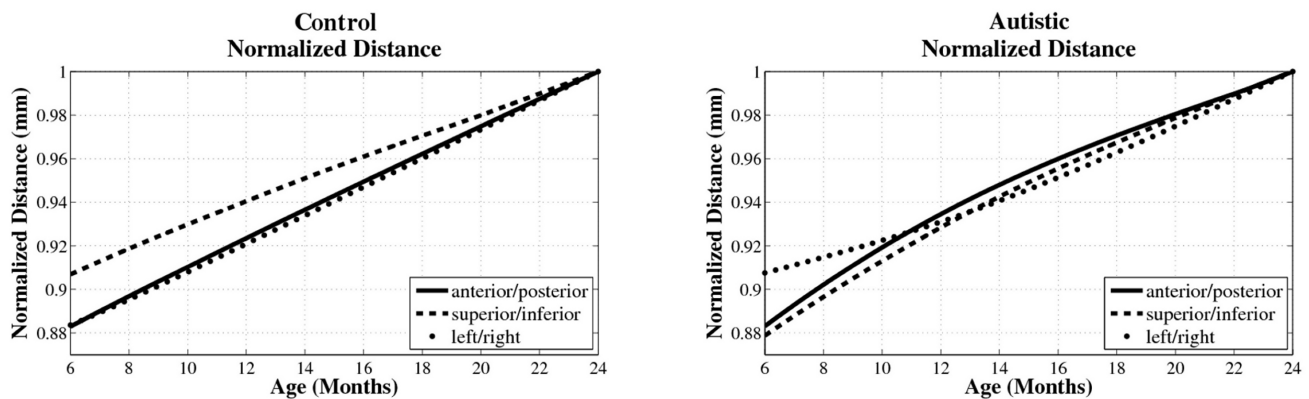 Control
Normalized Distance
Normalized Distance (mm)
1
0.98
0.96
0.94
0.92
0.9
0.88
6 8 10 12 14 16 18 20 22 24
Age (Months)
anterior/posterior
superior/inferior
left/right
Autistic
Normalized Distance
Normalized Distance (mm)
1
0.98
0.96
0.94
0.92
0.9
0.88
6 8 10 12 14 16 18 20 22 24
Age (Months)
anterior/posterior
superior/inferior
left/right